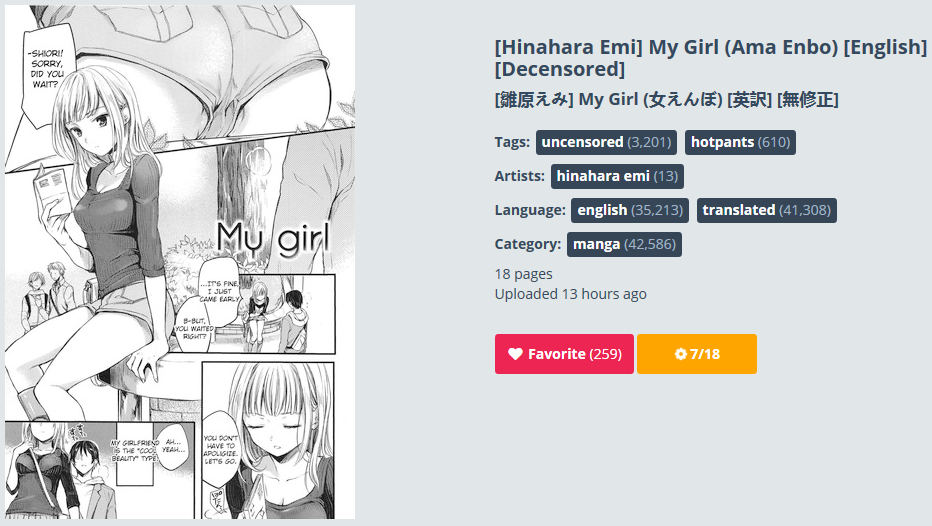 -SHIORI!
SORRY,
DID YOU
WAIT?
My girl
...IT'S FINE,
I JUST
CAME EARLY
B-BUT,
YOU WAITED
RIGHT?
MY GIRLFRIEND
IS THE "COOL
BEAUTY" TYPE.
AH...
YEAH...
YOU DON'T
HAVE TO
APOLIGIZE.
LET'S GO.
[Hinahara Emi] My Girl (Ama Enbo) [English]
[Decensored]
[雛原えみ] My Girl (女えんぼ) [英訳] [無修正]
Tags: uncensored (3,201) hotpants (610)
Artists: hinahara emi (13)
Language: english (35,213) translated (41,308)
Category: manga (42,586)
18 pages
Uploaded 13 hours ago
Favorite (259) 7/18